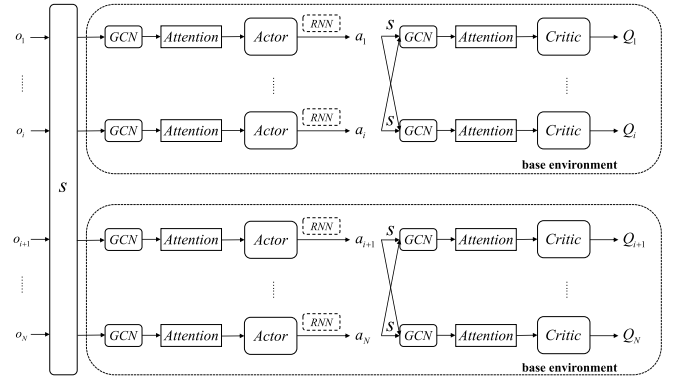 o1 GCN Attention Actor RNN a1 S GCN Attention Critic Q1
oi GCN Attention Actor RNN ai S GCN Attention Critic Qi
base environment
S
oi+1 GCN Attention Actor RNN ai+1 S GCN Attention Critic Qi+1
oN GCN Attention Actor RNN aN S GCN Attention Critic QN
base environment